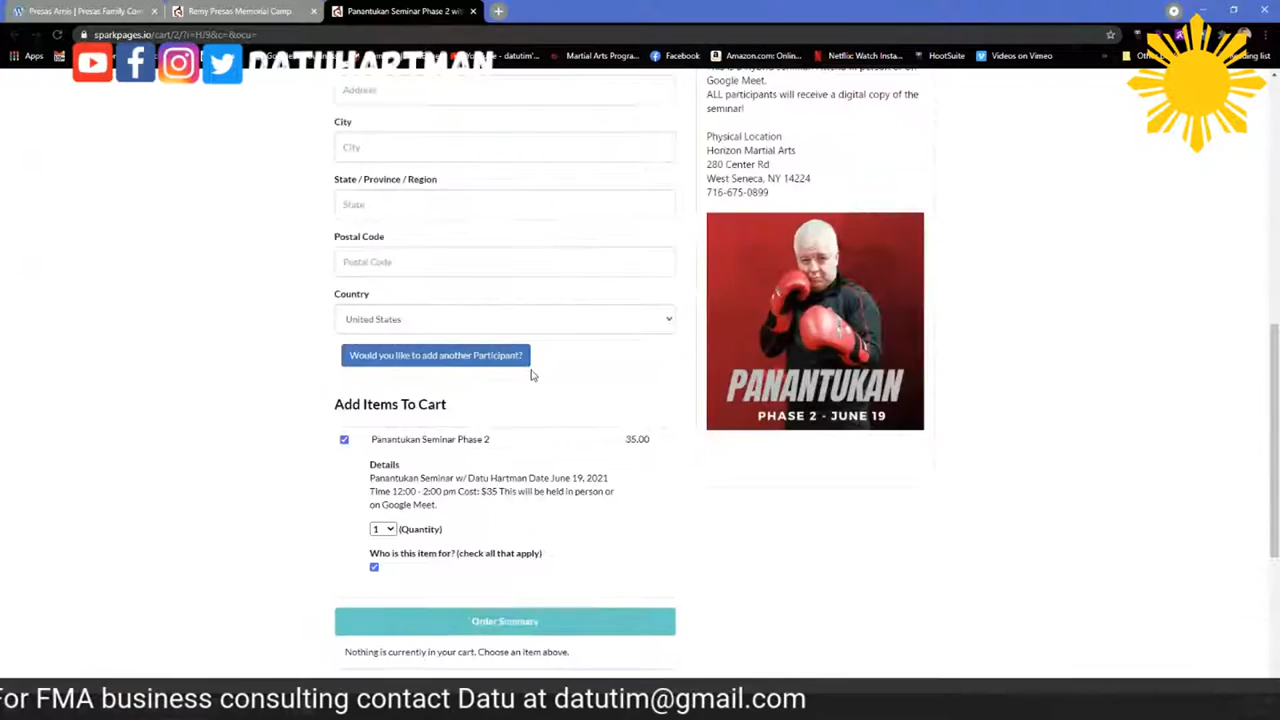 Presas Arnis | Presas Family Com
Remy Presas Memorial Camp
Panantukan Seminar Phase 2 wi
sparkpages.io/cart/2/?i=HJ9&c=&ocu=
Apps
Martial Arts Progra...
Facebook
Amazon.com: Onlin...
Netflix: Watch Insta...
HootSuite
Videos on Vimeo
DATUHARTMAN
Address
City
City
State / Province / Region
State
Postal Code
Postal Code
Country
United States
Would you like to add another Participant?
Add Items To Cart
Panantukan Seminar Phase 2 35.00
Details
Panantukan Seminar w/ Datu Hartman Date June 19, 2021
Time 12:00 - 2:00 pm Cost: $35 This will be held in person or
on Google Meet.
1 (Quantity)
Who is this item for? (check all that apply)
Order Summary
Nothing is currently in your cart. Choose an item above.
Google Meet.
ALL participants will receive a digital copy of the
seminar!
Physical Location
Horizon Martial Arts
280 Center Rd
West Seneca, NY 14224
716-675-0899
PANANTUKAN
PHASE 2 - JUNE 19
For FMA business consulting contact Datu at datutim@gmail.com